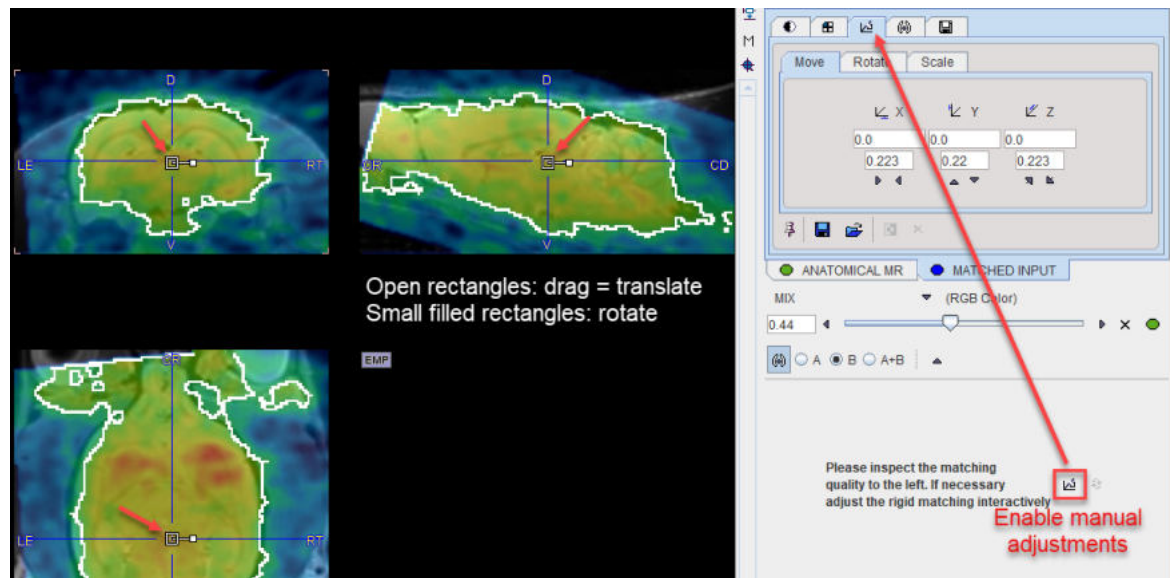 D
LE
RT
V
D
CR
CD
V
Open rectangles: drag = translate
Small filled rectangles: rotate
EMP
CR
LE
RT
M
Move Rotate Scale
X Y Z
0.0 0.0 0.0
0.223 0.22 0.223
ANATOMICAL MR MATCHED INPUT
MIX (RGB Color)
0.44
A B A+B
Please inspect the matching
quality to the left. If necessary
adjust the rigid matching interactively
Enable manual
adjustments